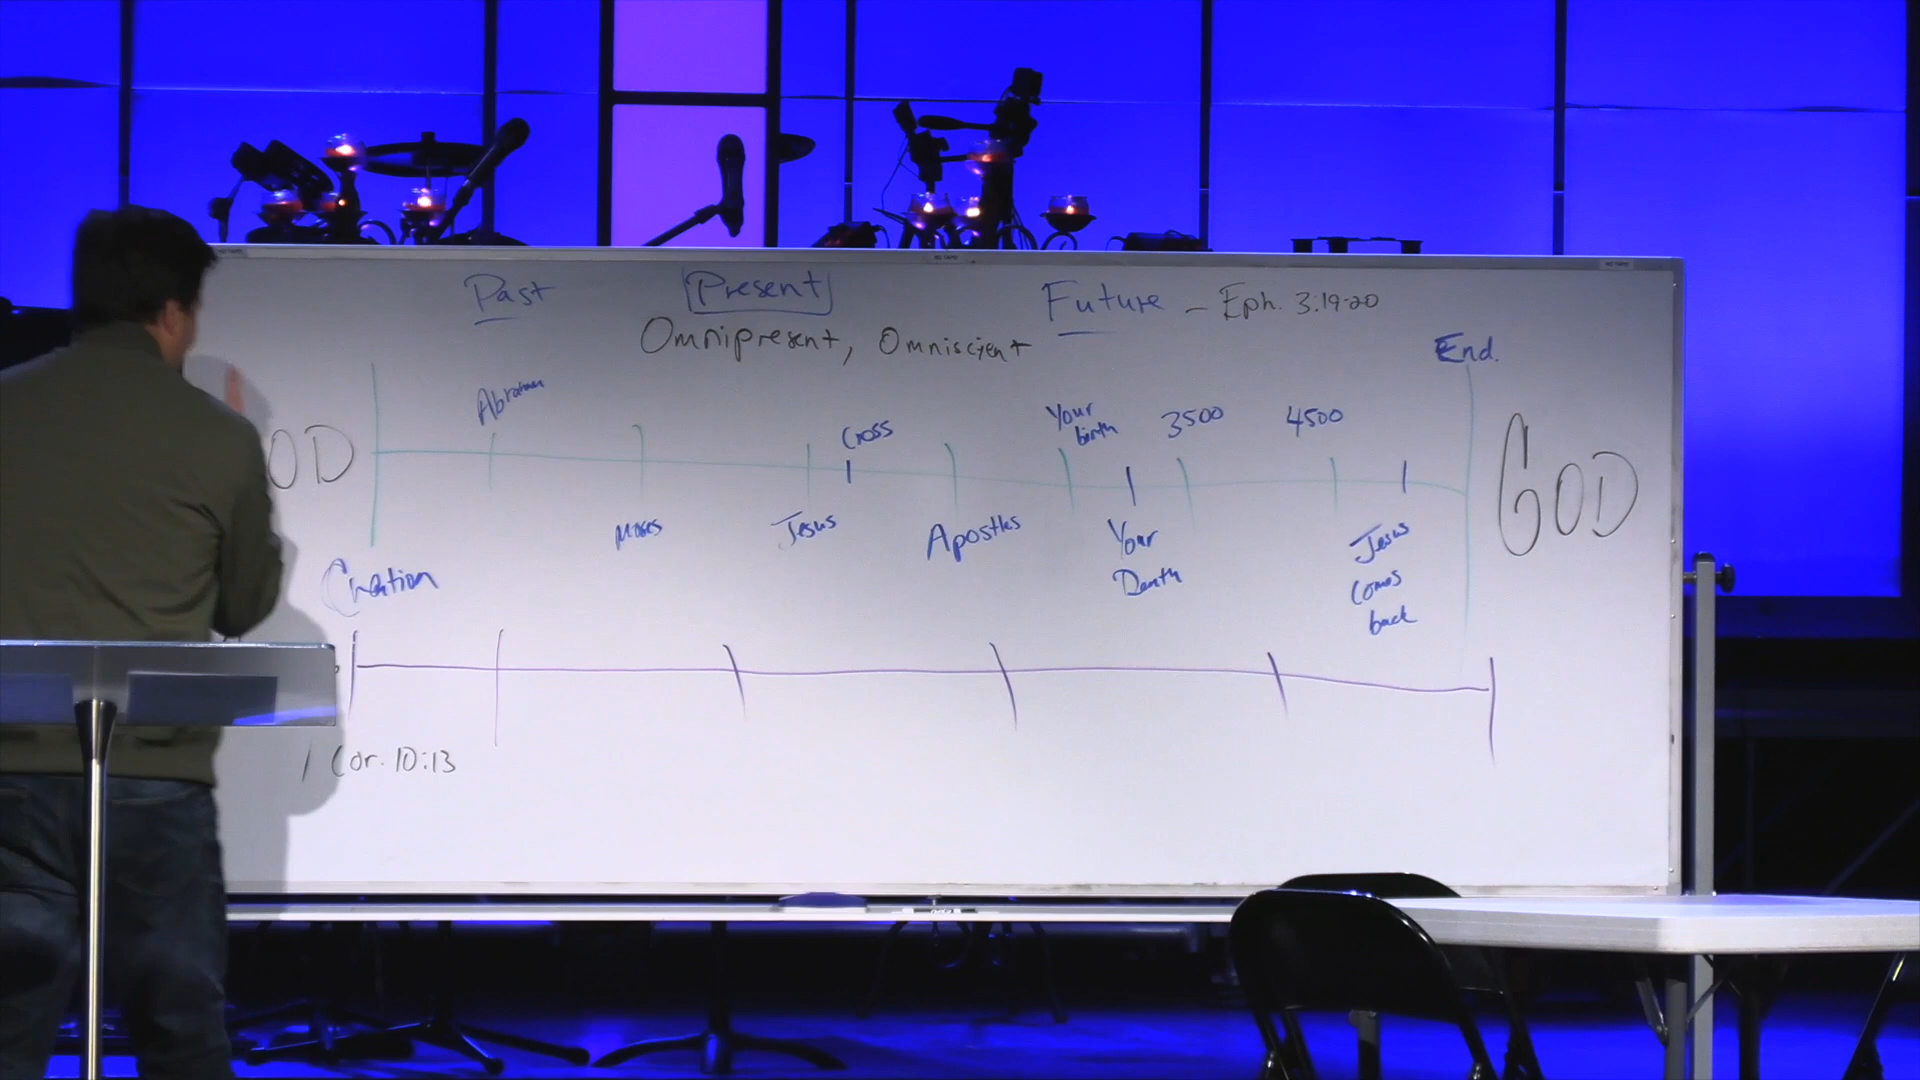 Past [Present] Future - Eph. 3:19-20
Omnipresent, Omniscient
End.
Abraham
Cross
Your
birth
3500
4500
OD
GOD
Moses
Jesus
Apostles
Your
Death
Jesus
Comes
back
Creation
1 Cor. 10:13